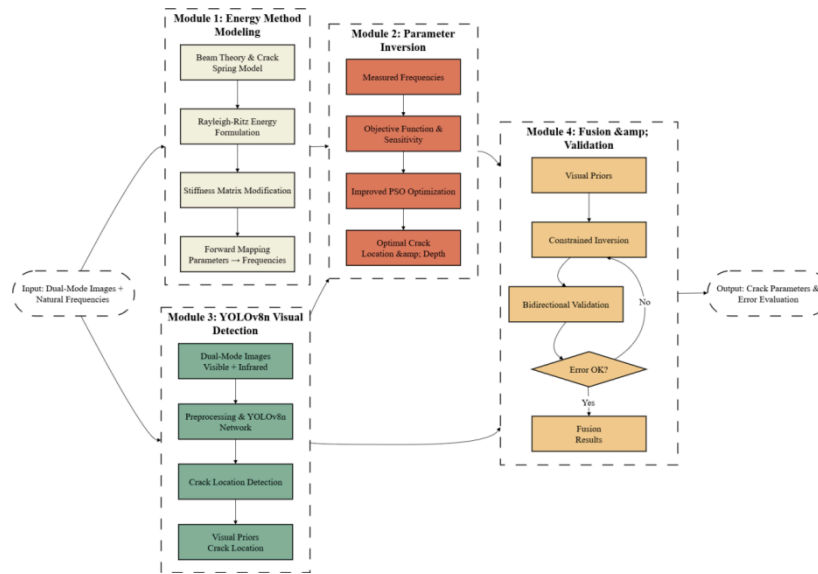 Input: Dual-Mode Images +
Natural Frequencies
Module 1: Energy Method
Modeling
Beam Theory & Crack
Spring Model
Rayleigh-Ritz Energy
Formulation
Stiffness Matrix Modification
Forward Mapping
Parameters → Frequencies
Module 2: Parameter
Inversion
Measured Frequencies
Objective Function &
Sensitivity
Improved PSO Optimization
Optimal Crack
Location &amp; Depth
Module 3: YOLOv8n Visual
Detection
Dual-Mode Images
Visible + Infrared
Preprocessing & YOLOv8n
Network
Crack Location Detection
Visual Priors
Crack Location
Module 4: Fusion &amp;
Validation
Visual Priors
Constrained Inversion
Bidirectional Validation
No
Error OK?
Yes
Fusion
Results
Output: Crack Parameters &
Error Evaluation